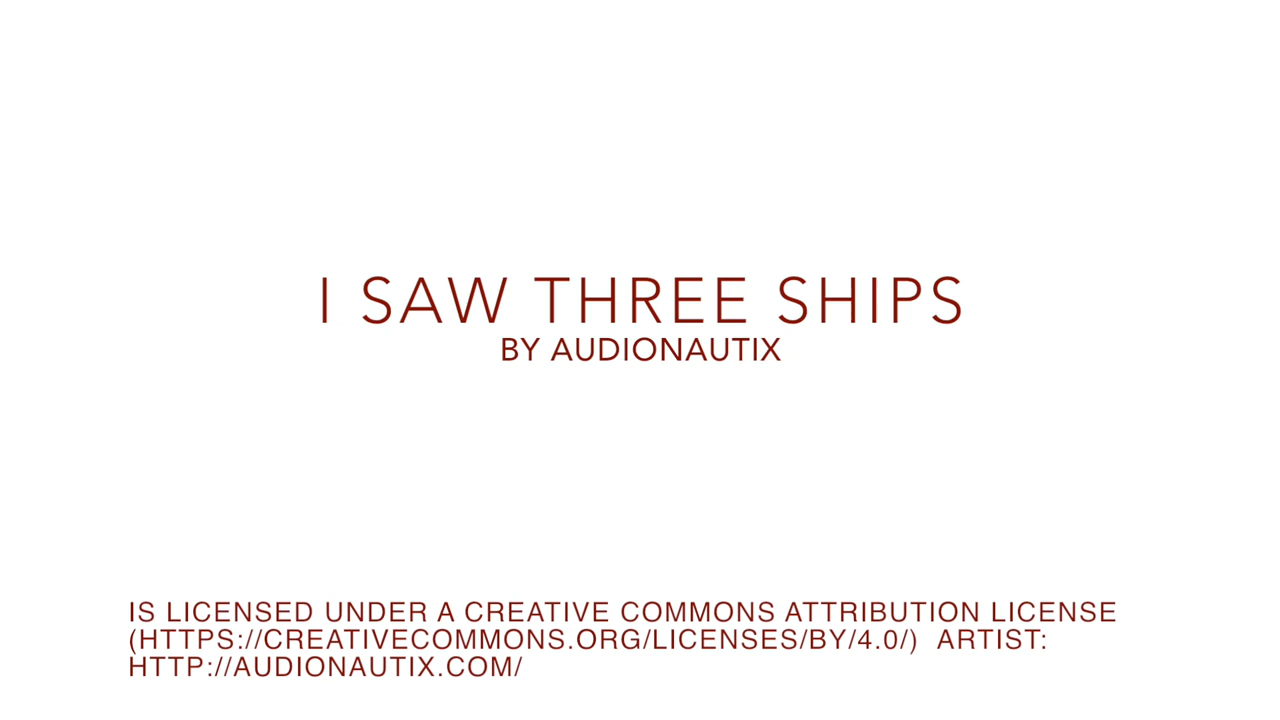 I SAW THREE SHIPS
BY AUDIONAUTIX
IS LICENSED UNDER A CREATIVE COMMONS ATTRIBUTION LICENSE
(HTTPS://CREATIVECOMMONS.ORG/LICENSES/BY/4.0/)  ARTIST:
HTTP://AUDIONAUTIX.COM/